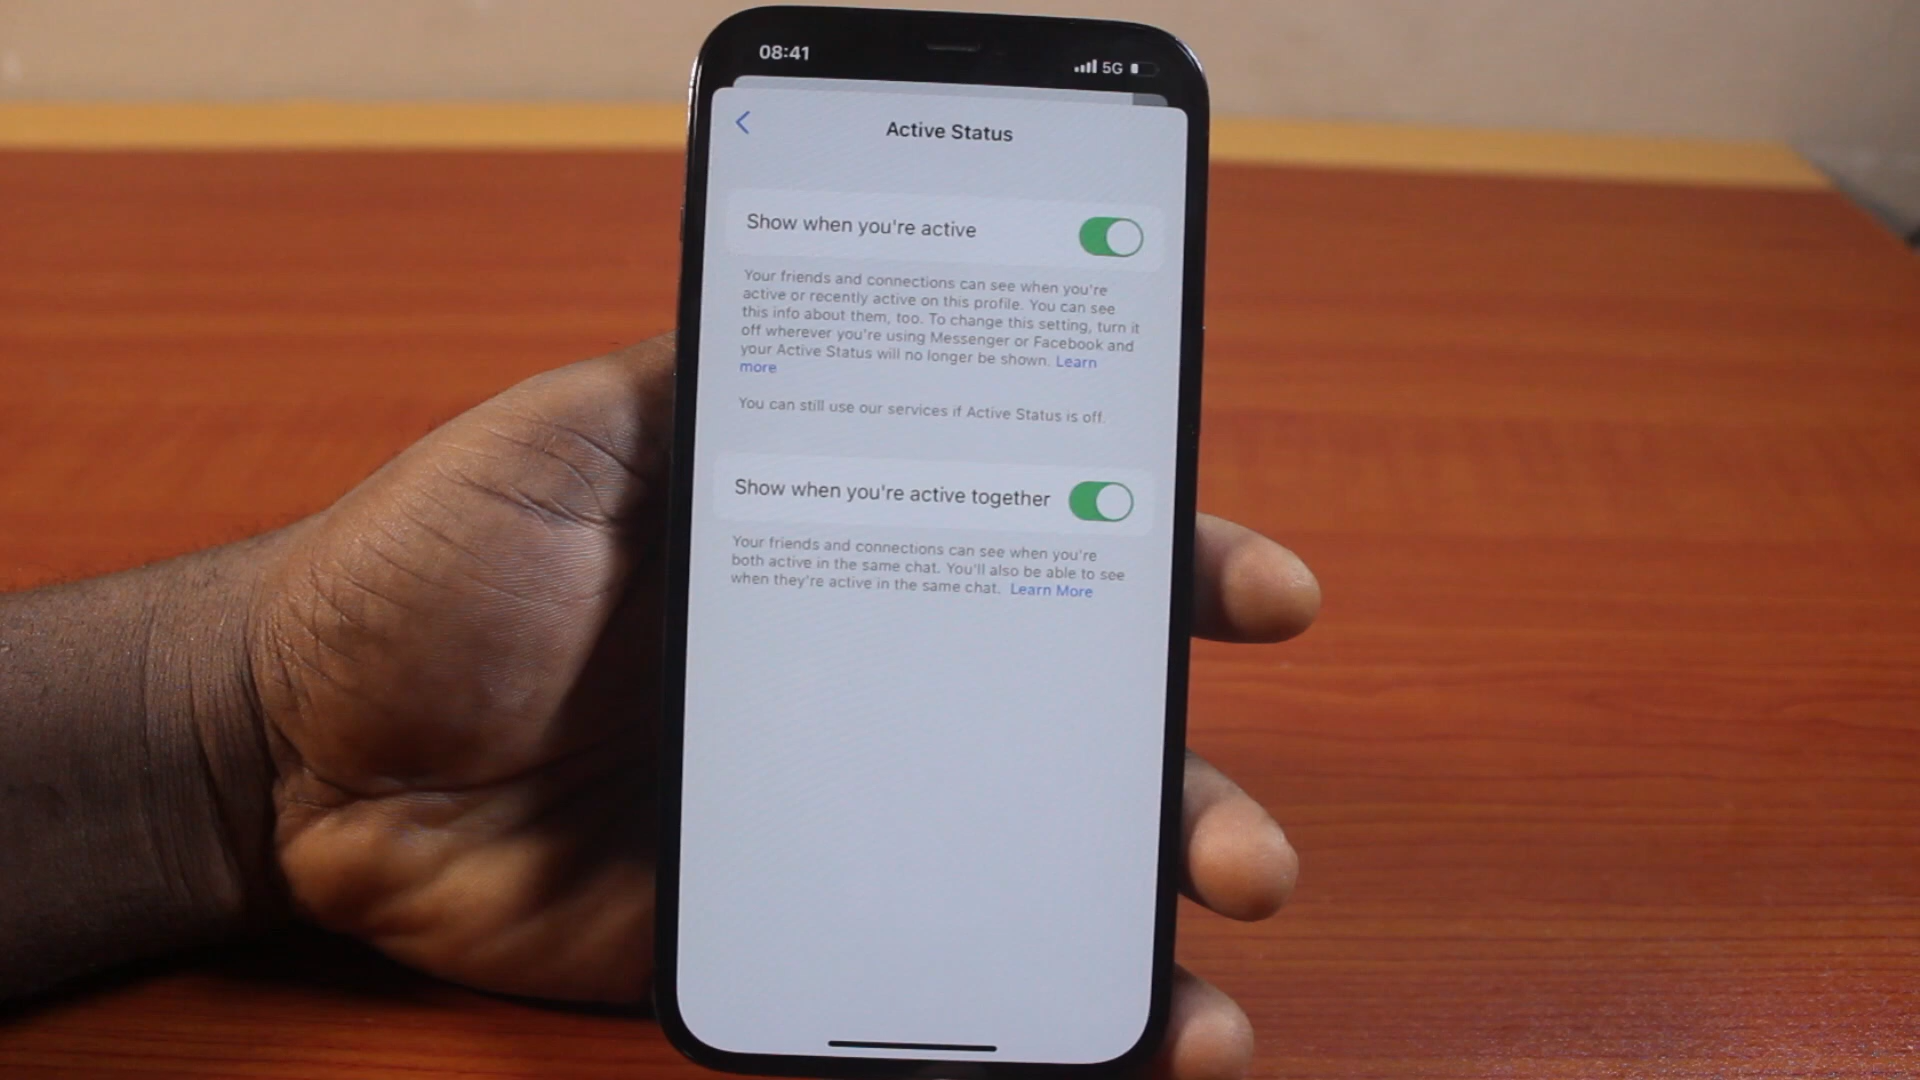 08:41
5G
Active Status
Show when you're active
Your friends and connections can see when you're
active or recently active on this profile. You can see
this info about them, too. To change this setting, turn it
off wherever you're using Messenger or Facebook and
your Active Status will no longer be shown. Learn
more
You can still use our services if Active Status is off.
Show when you're active together
Your friends and connections can see when you're
both active in the same chat. You'll also be able to see
when they're active in the same chat. Learn More